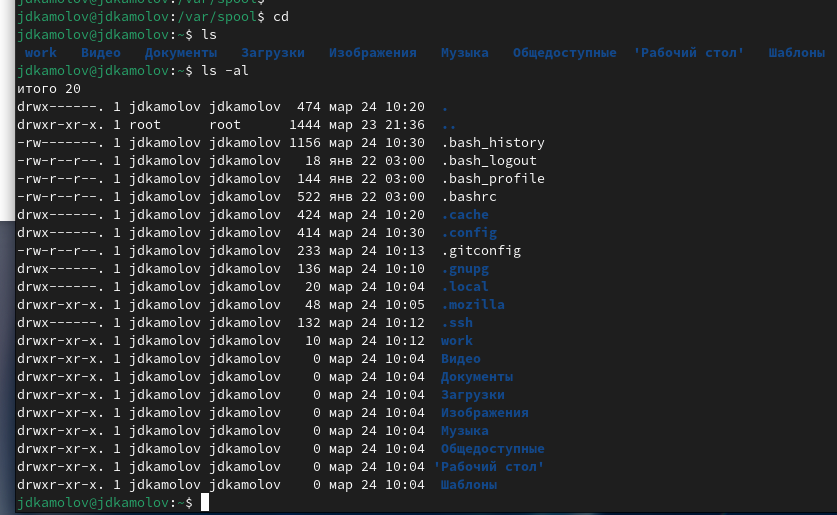 jdkamolov@jdkamolov:/var/spool$
jdkamolov@jdkamolov:/var/spool$ cd
jdkamolov@jdkamolov:~$ ls
work Видео Документы Загрузки Изображения Музыка Общедоступные 'Рабочий стол' Шаблоны
jdkamolov@jdkamolov:~$ ls -al
итого 20
drwx------. 1 jdkamolov jdkamolov 474 мар 24 10:20 .
drwxr-xr-x. 1 root root 1444 мар 23 21:36 ..
-rw-------. 1 jdkamolov jdkamolov 1156 мар 24 10:30 .bash_history
-rw-r--r--. 1 jdkamolov jdkamolov 18 янв 22 03:00 .bash_logout
-rw-r--r--. 1 jdkamolov jdkamolov 144 янв 22 03:00 .bash_profile
-rw-r--r--. 1 jdkamolov jdkamolov 522 янв 22 03:00 .bashrc
drwx------. 1 jdkamolov jdkamolov 424 мар 24 10:20 .cache
drwx------. 1 jdkamolov jdkamolov 414 мар 24 10:30 .config
-rw-r--r--. 1 jdkamolov jdkamolov 233 мар 24 10:13 .gitconfig
drwx------. 1 jdkamolov jdkamolov 136 мар 24 10:10 .gnupg
drwx------. 1 jdkamolov jdkamolov 20 мар 24 10:04 .local
drwxr-xr-x. 1 jdkamolov jdkamolov 48 мар 24 10:05 .mozilla
drwx------. 1 jdkamolov jdkamolov 132 мар 24 10:12 .ssh
drwxr-xr-x. 1 jdkamolov jdkamolov 10 мар 24 10:12 work
drwxr-xr-x. 1 jdkamolov jdkamolov 0 мар 24 10:04 Видео
drwxr-xr-x. 1 jdkamolov jdkamolov 0 мар 24 10:04 Документы
drwxr-xr-x. 1 jdkamolov jdkamolov 0 мар 24 10:04 Загрузки
drwxr-xr-x. 1 jdkamolov jdkamolov 0 мар 24 10:04 Изображения
drwxr-xr-x. 1 jdkamolov jdkamolov 0 мар 24 10:04 Музыка
drwxr-xr-x. 1 jdkamolov jdkamolov 0 мар 24 10:04 Общедоступные
drwxr-xr-x. 1 jdkamolov jdkamolov 0 мар 24 10:04 'Рабочий стол'
drwxr-xr-x. 1 jdkamolov jdkamolov 0 мар 24 10:04 Шаблоны
jdkamolov@jdkamolov:~$